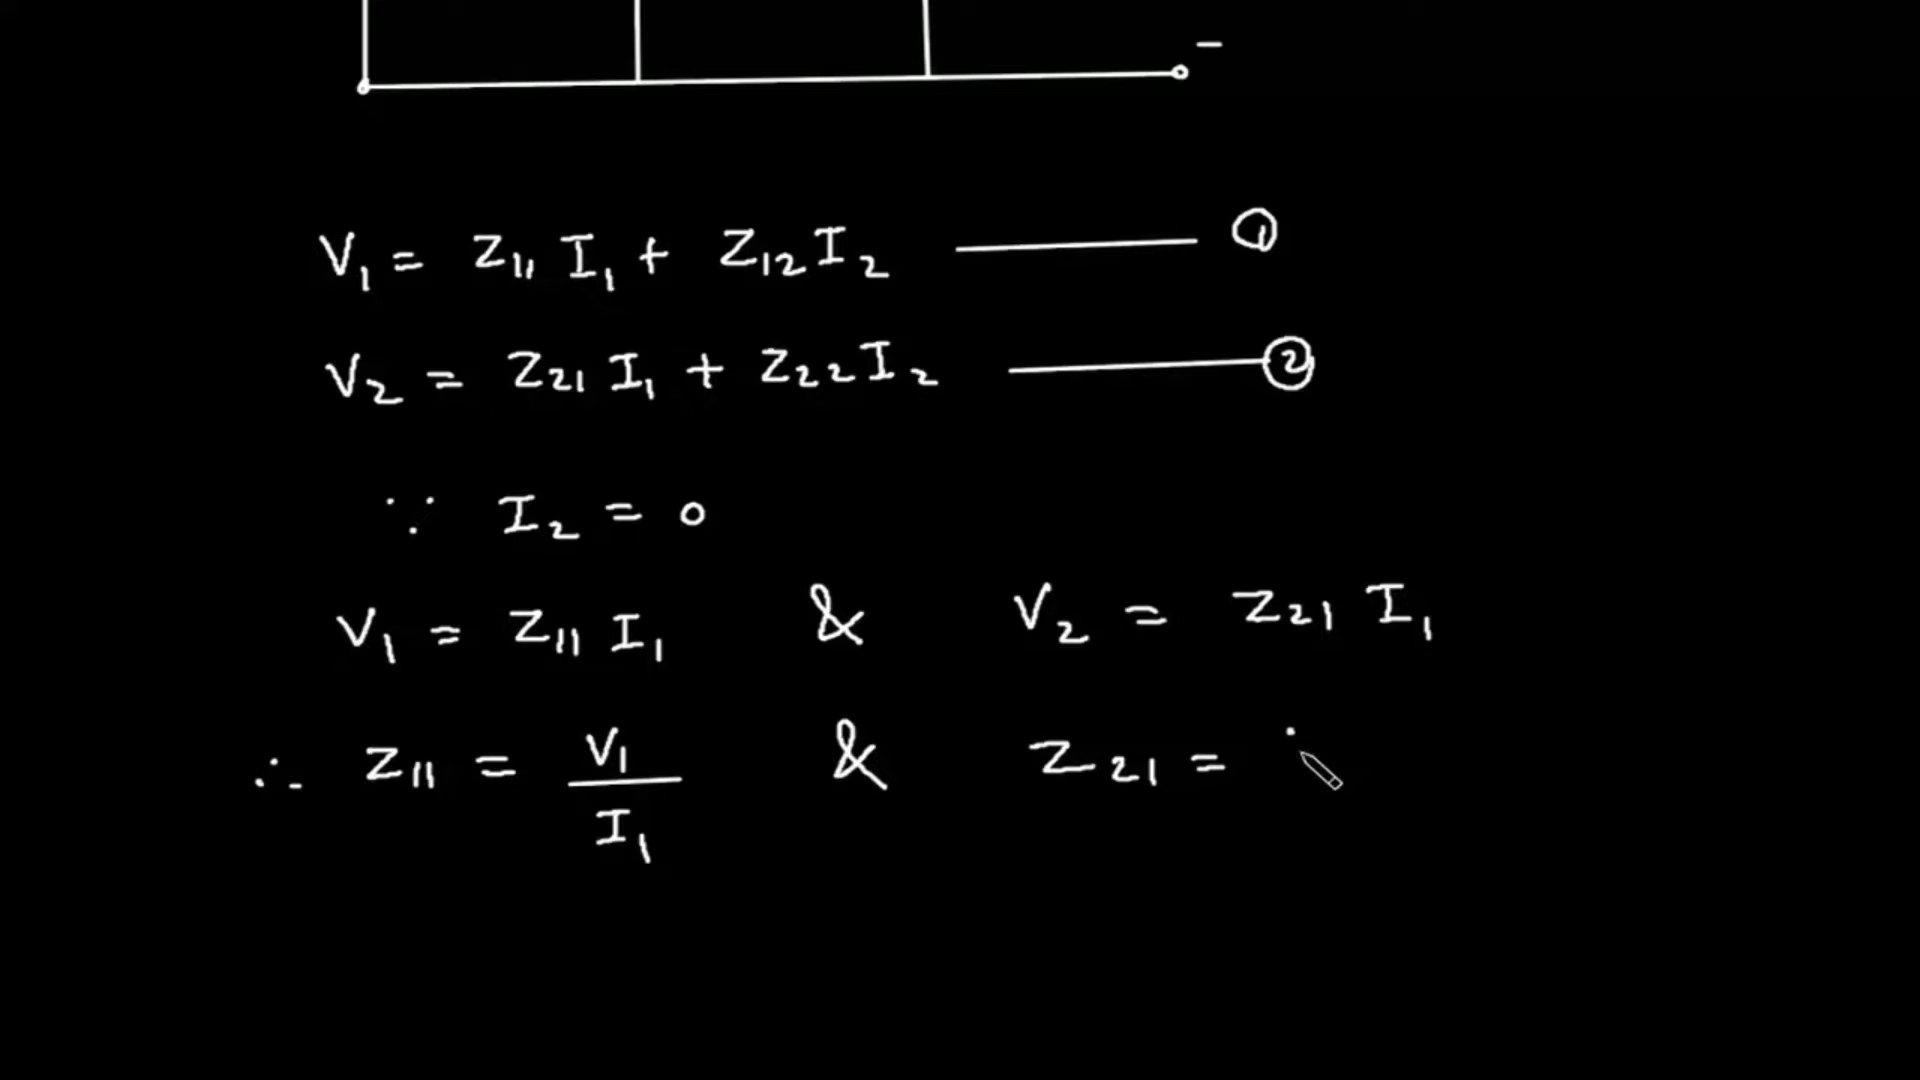 -
V₁ = Z₁₁ I₁ + Z₁₂ I₂ ——— ①
V₂ = Z₂₁ I₁ + Z₂₂ I₂ ——— ②
∵ I₂ = 0
V₁ = Z₁₁ I₁ & V₂ = Z₂₁ I₁
∴ Z₁₁ = V₁/I₁ & Z₂₁ =